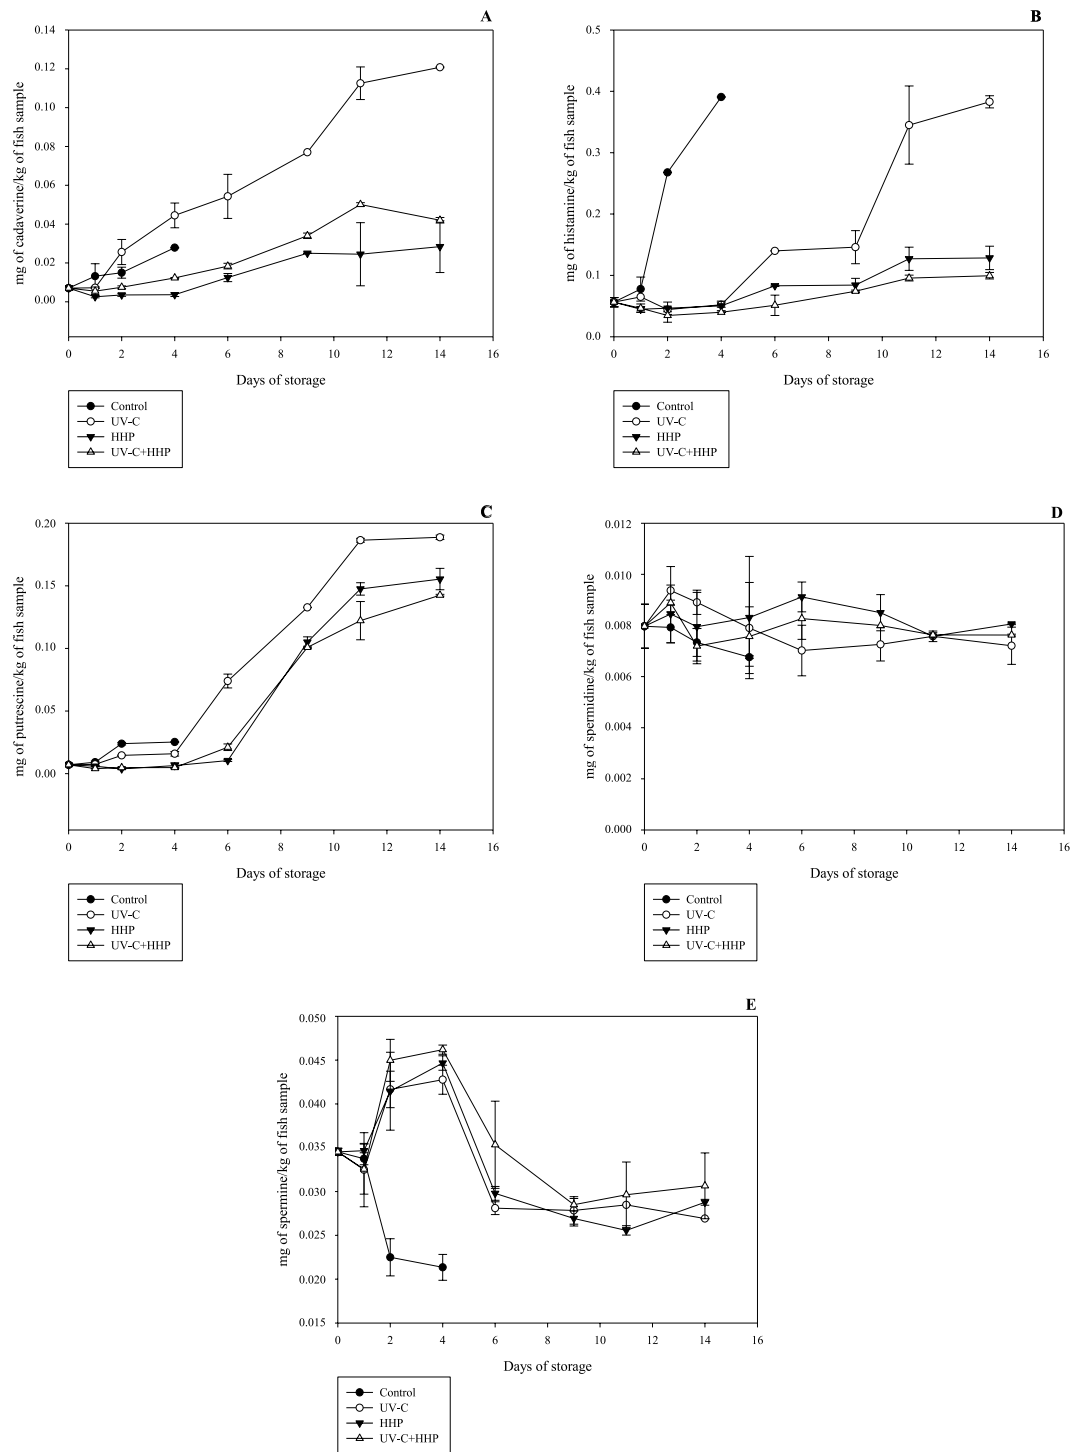 A
mg of cadaverine/kg of fish sample
0.14
0.12
0.10
0.08
0.06
0.04
0.02
0.00
0 2 4 6 8 10 12 14 16
Days of storage
Control
UV-C
HHP
UV-C+HHP
B
mg of histamine/kg of fish sample
0.5
0.4
0.3
0.2
0.1
0.0
0 2 4 6 8 10 12 14 16
Days of storage
Control
UV-C
HHP
UV-C+HHP
C
mg of putrescine/kg of fish sample
0.20
0.15
0.10
0.05
0.00
0 2 4 6 8 10 12 14 16
Days of storage
Control
UV-C
HHP
UV-C+HHP
D
mg of spermidine/kg of fish sample
0.012
0.010
0.008
0.006
0.004
0.002
0.000
0 2 4 6 8 10 12 14 16
Days of storage
Control
UV-C
HHP
UV-C+HHP
E
mg of spermine/kg of fish sample
0.050
0.045
0.040
0.035
0.030
0.025
0.020
0.015
0 2 4 6 8 10 12 14 16
Days of storage
Control
UV-C
HHP
UV-C+HHP